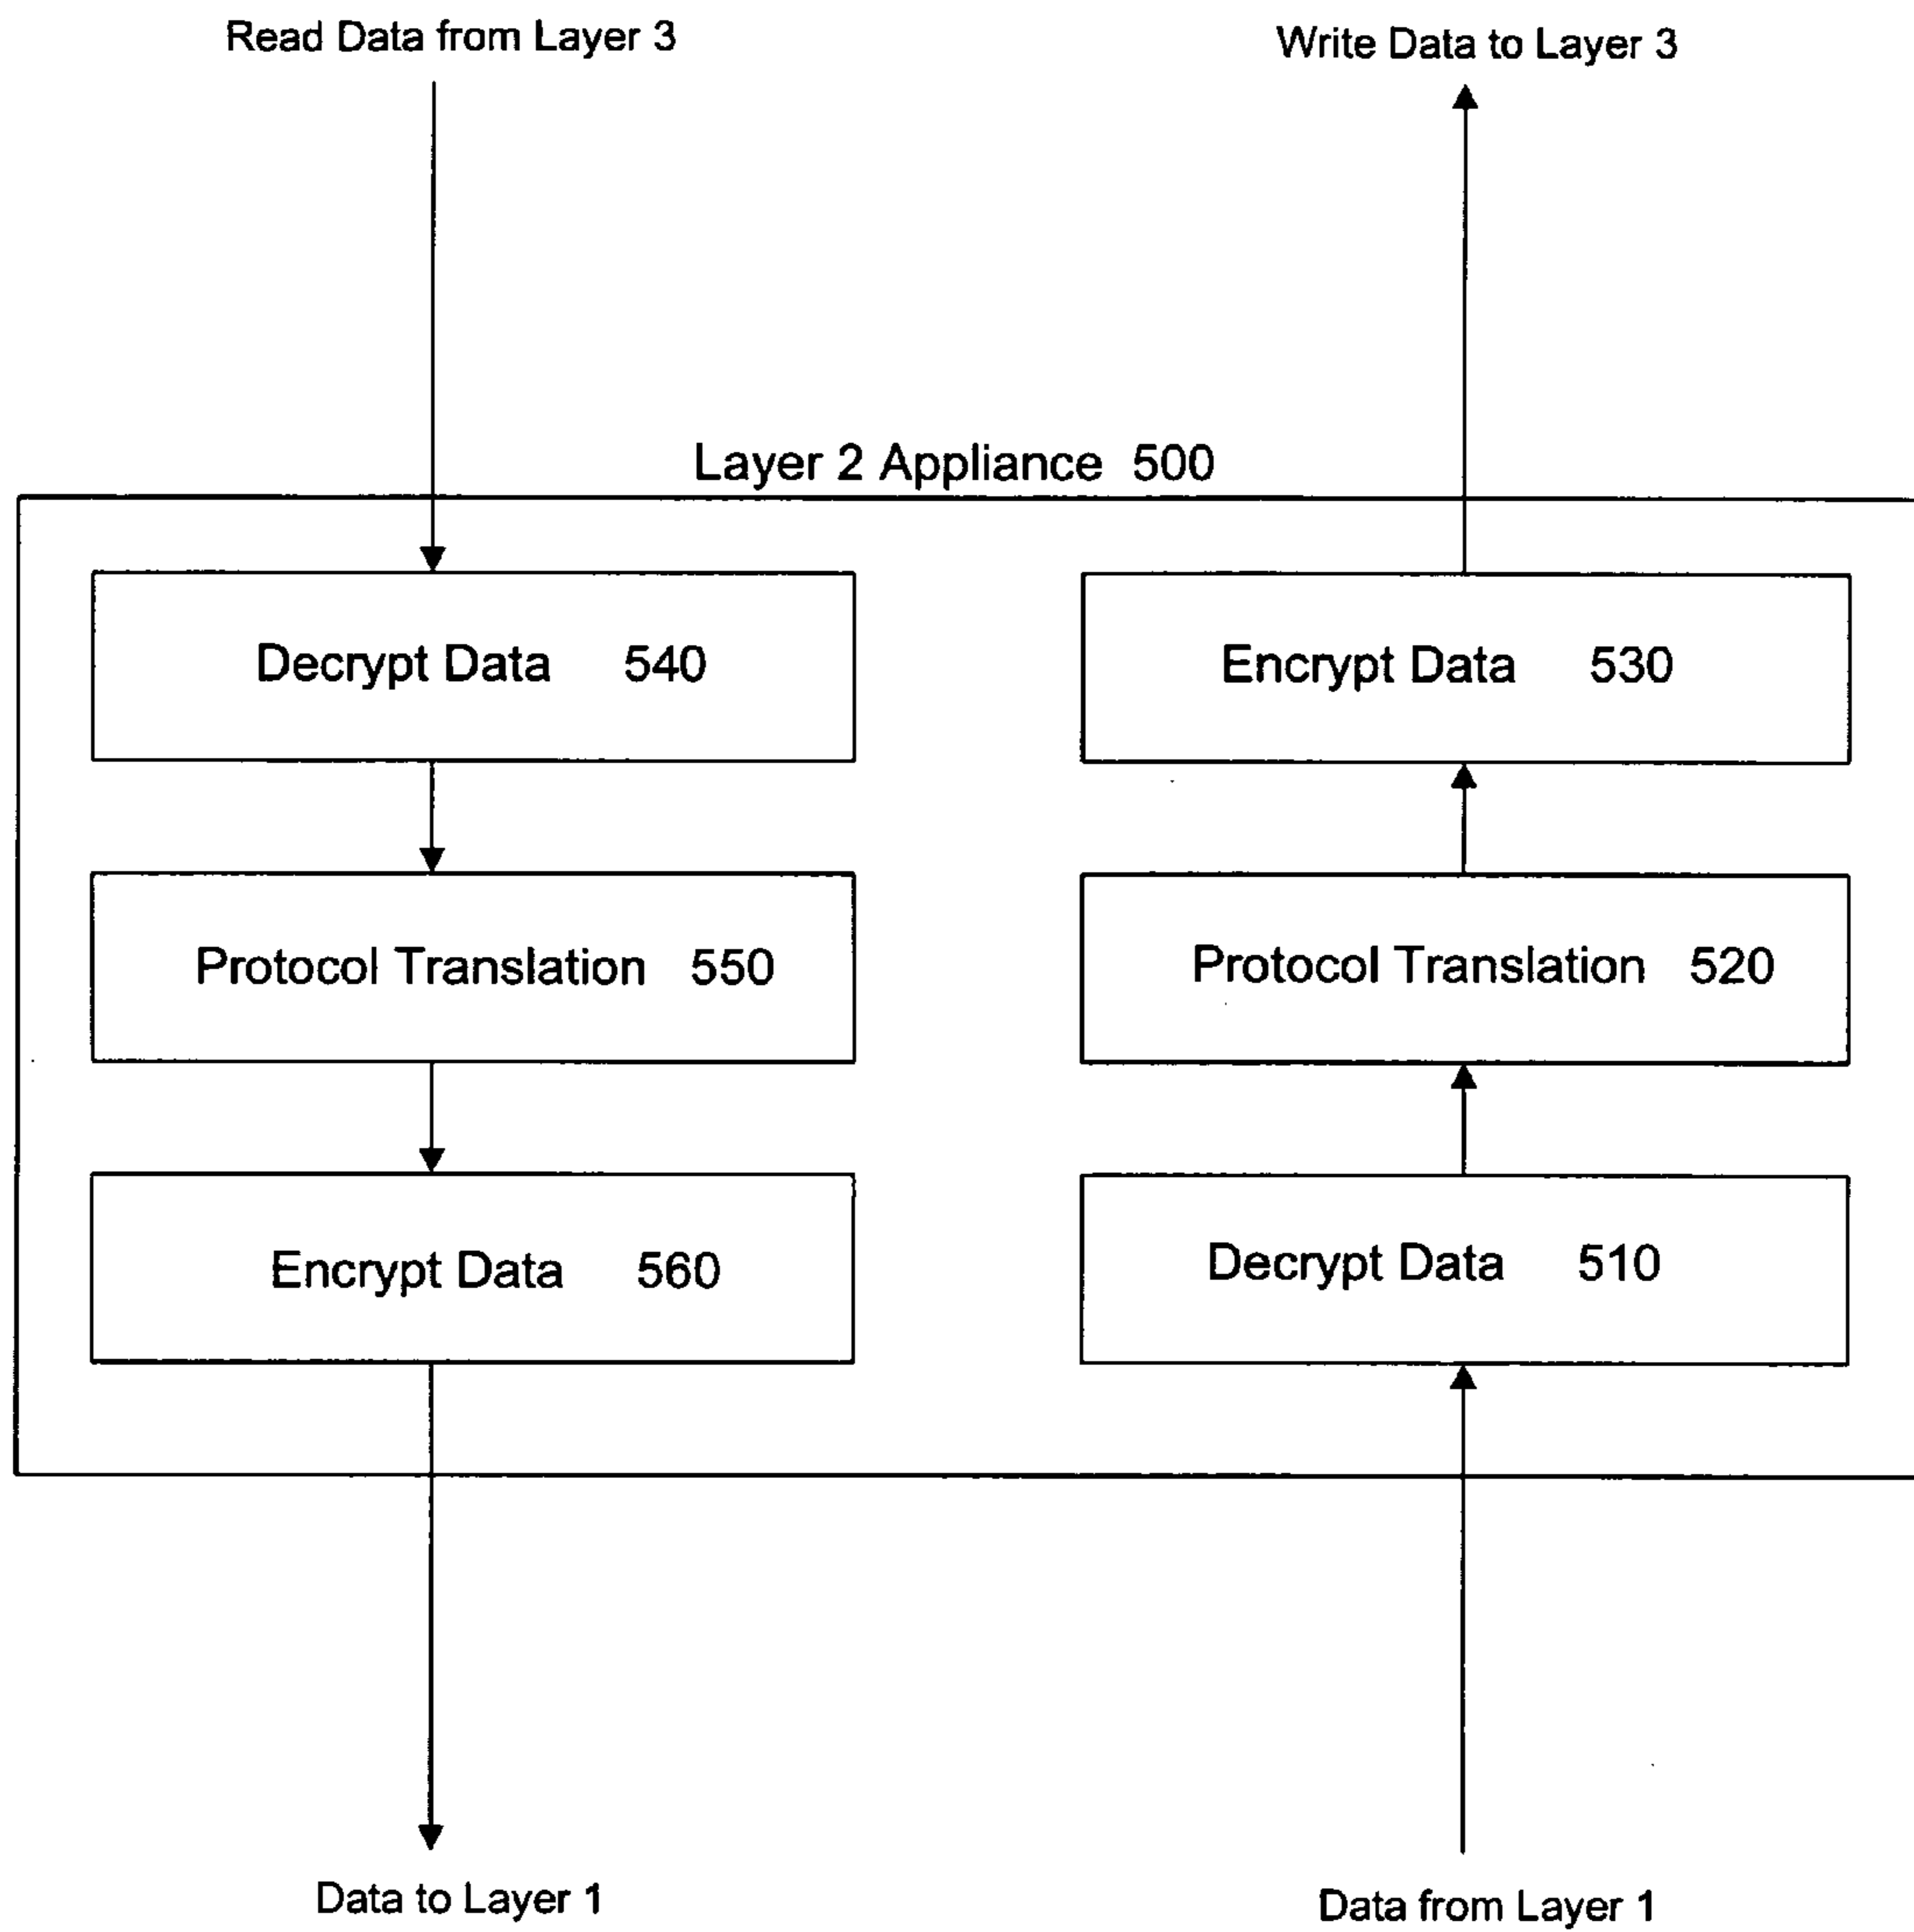 Read Data from Layer 3
Write Data to Layer 3
Layer 2 Appliance 500
Decrypt Data 540
Encrypt Data 530
Protocol Translation 550
Protocol Translation 520
Encrypt Data 560
Decrypt Data 510
Data to Layer 1
Data from Layer 1